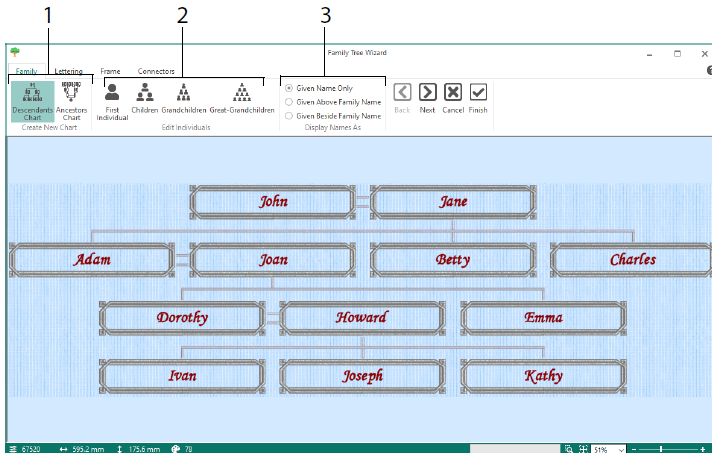 1 2 3
Family Tree Wizard
Family Lettering Frame Connectors
Descendants Chart
Ancestors Chart
Create New Chart
First Individual
Children
Grandchildren
Great-Grandchildren
Edit Individuals
Given Name Only
Given Above Family Name
Given Beside Family Name
Display Names As
Back Next Cancel Finish
John Jane
Adam Joan Betty Charles
Dorothy Howard Emma
Ivan Joseph Kathy
67520 595.2 mm 175.6 mm 78 51%